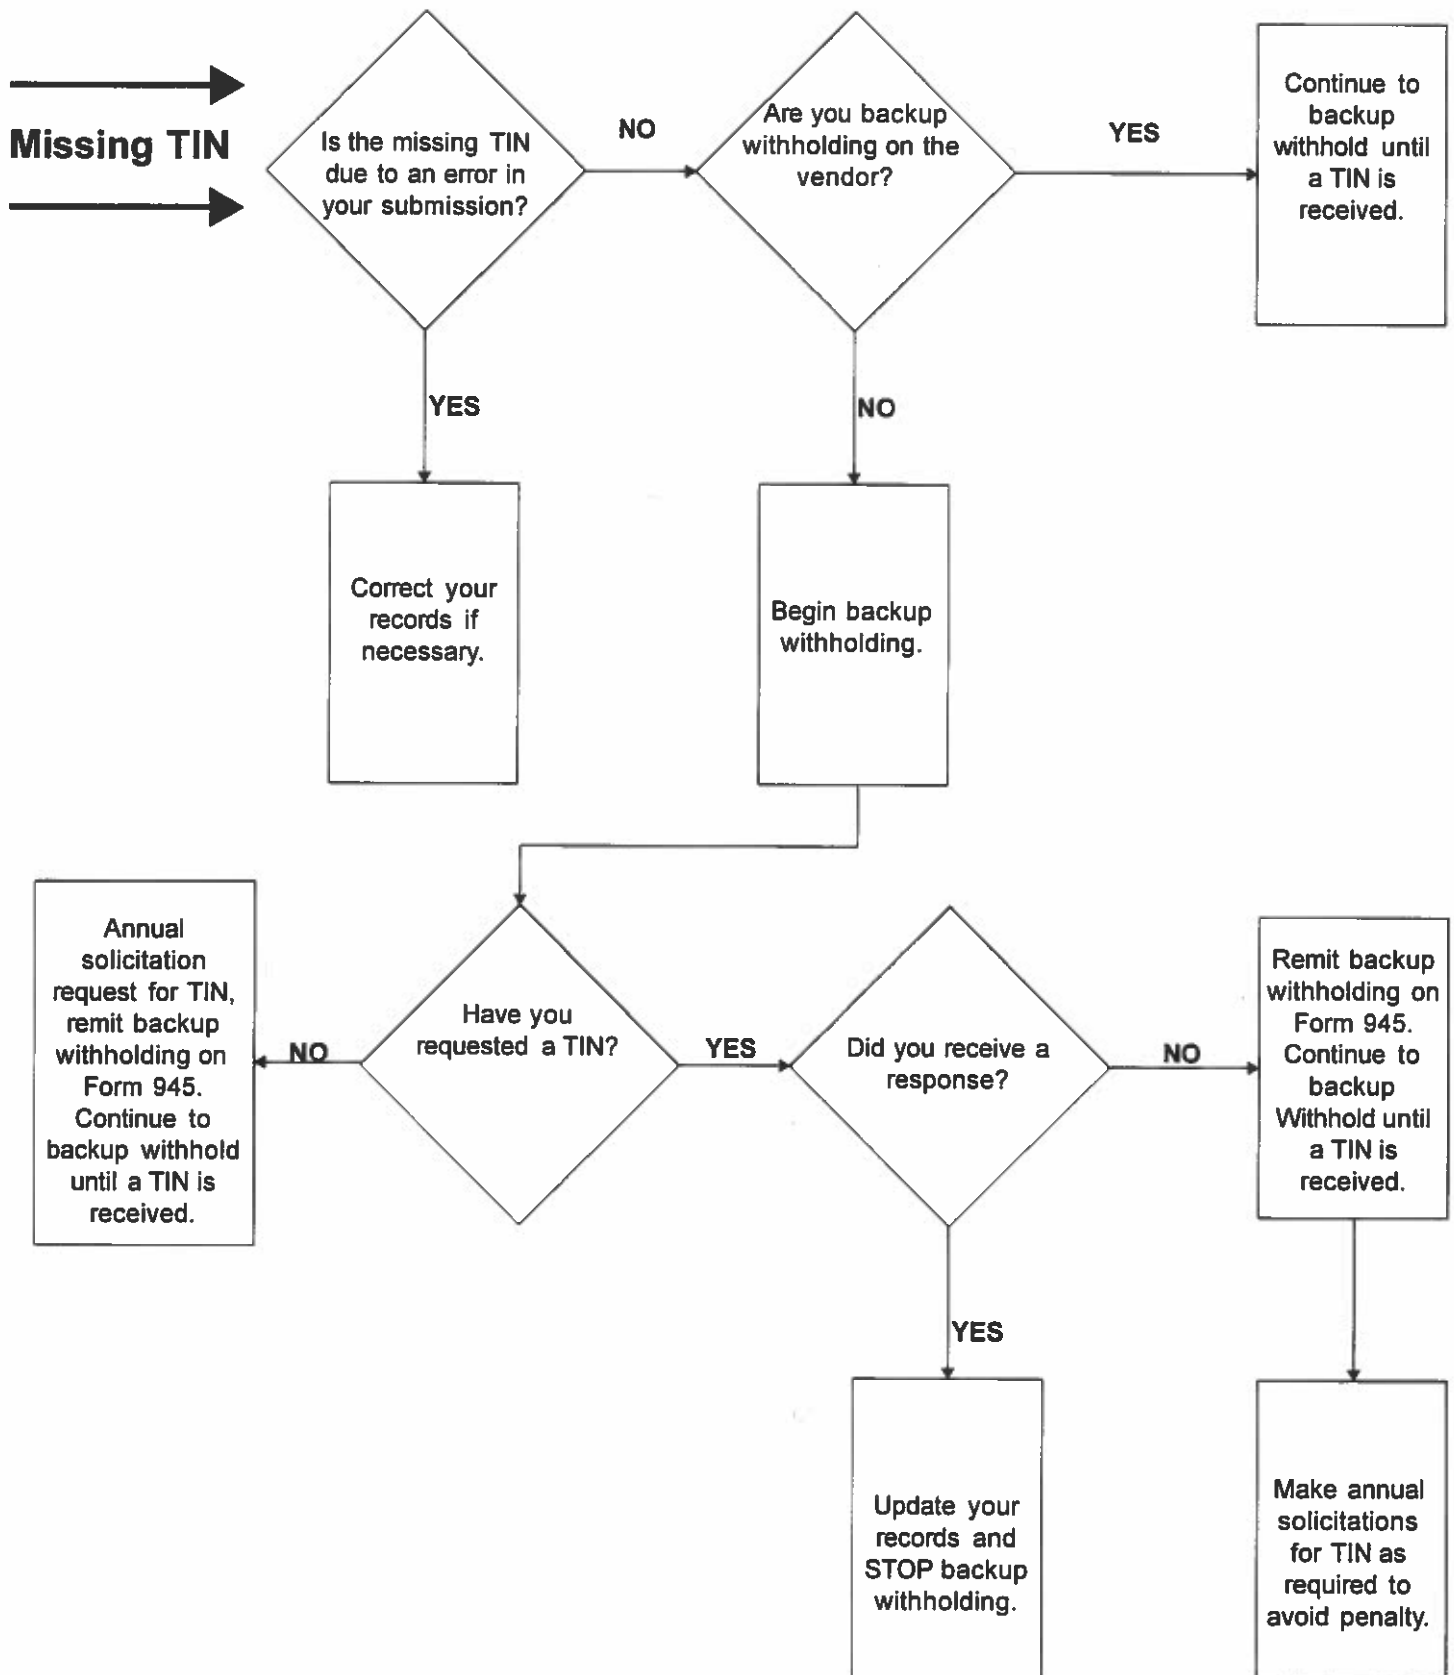 Missing TIN
Is the missing TIN
due to an error in
your submission?
NO
Are you backup
withholding on the
vendor?
YES
Continue to
backup
withhold until
a TIN is
received.
YES
NO
Correct your
records if
necessary.
Begin backup
withholding.
Annual
solicitation
request for TIN,
remit backup
withholding on
Form 945.
Continue to
backup withhold
until a TIN is
received.
NO
Have you
requested a TIN?
YES
Did you receive a
response?
NO
Remit backup
withholding on
Form 945.
Continue to
backup
Withhold until
a TIN is
received.
YES
Update your
records and
STOP backup
withholding.
Make annual
solicitations
for TIN as
required to
avoid penalty.